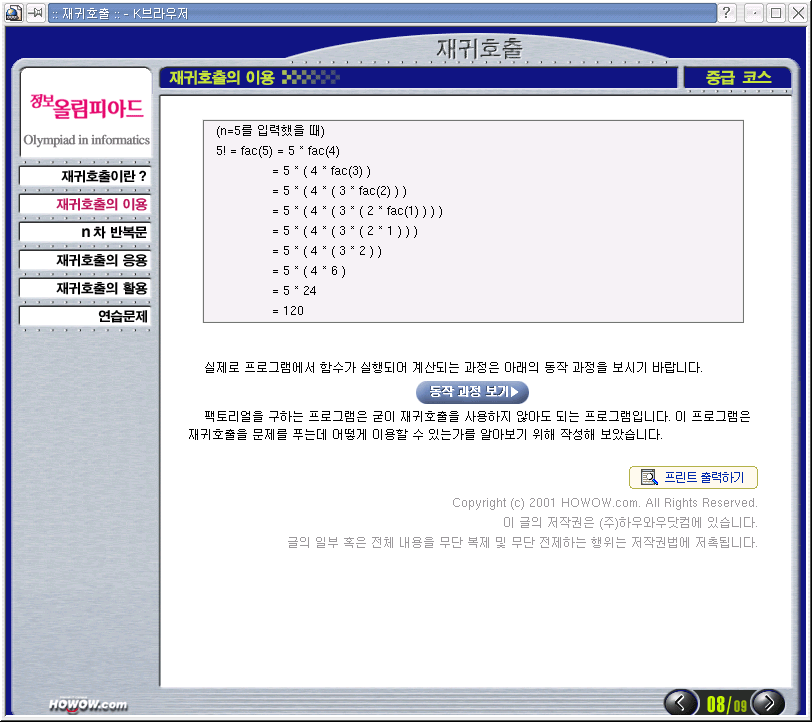 :: 재귀호출 :: - K브라우저
재귀호출
정보올림피아드
Olympiad in informatics
재귀호출이란 ?
재귀호출의 이용
n 차 반복문
재귀호출의 응용
재귀호출의 활용
연습문제
재귀호출의 이용
중급 코스
(n=5를 입력했을 때)
5! = fac(5) = 5 * fac(4)
= 5 * ( 4 * fac(3) )
= 5 * ( 4 * ( 3 * fac(2) ) )
= 5 * ( 4 * ( 3 * ( 2 * fac(1) ) ) )
= 5 * ( 4 * ( 3 * ( 2 * 1 ) ) )
= 5 * ( 4 * ( 3 * 2 ) )
= 5 * ( 4 * 6 )
= 5 * 24
= 120
실제로 프로그램에서 함수가 실행되어 계산되는 과정은 아래의 동작 과정을 보시기 바랍니다.
동작 과정 보기▶
팩토리얼을 구하는 프로그램은 굳이 재귀호출을 사용하지 않아도 되는 프로그램입니다. 이 프로그램은
재귀호출을 문제를 푸는데 어떻게 이용할 수 있는가를 알아보기 위해 작성해 보았습니다.
프린트 출력하기
Copyright (c) 2001 HOWOW.com. All Rights Reserved.
이 글의 저작권은 (주)하우와우닷컴에 있습니다.
글의 일부 혹은 전체 내용을 무단 복제 및 무단 전제하는 행위는 저작권법에 저촉됩니다.
HOWOW.com
08/09